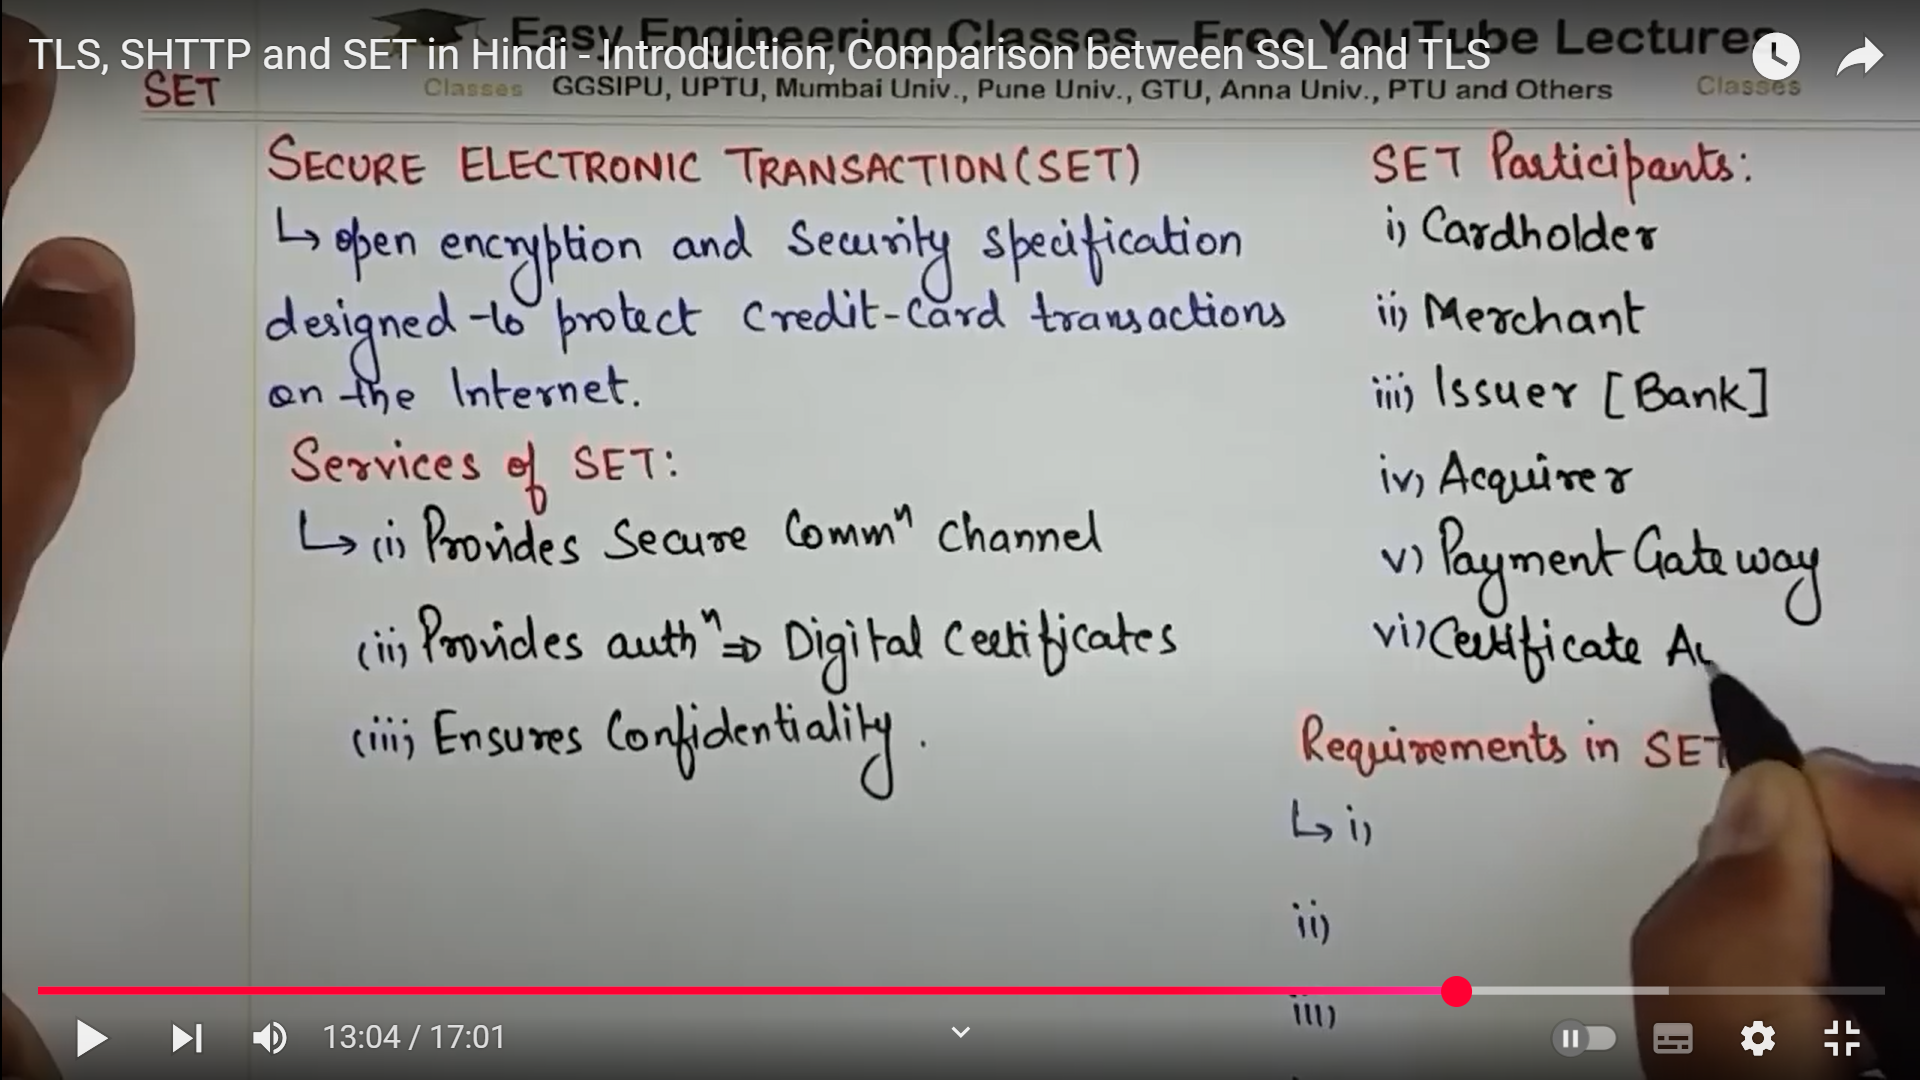 Easy Engineering Classes – Free YouTube Lectures
TLS, SHTTP and SET in Hindi - Introduction, Comparison between SSL and TLS
Classes GGSIPU, UPTU, Mumbai Univ., Pune Univ., GTU, Anna Univ., PTU and Others Classes
SET
SECURE ELECTRONIC TRANSACTION (SET)
↳ open encryption and Security specification
designed to protect Credit-Card transactions
on the Internet.
Services of SET:
↳ (i) Provides Secure Commⁿ Channel
(ii) Provides authⁿ ⇒ Digital Certificates
(iii) Ensures Confidentiality.
SET Participants:
i) Cardholder
ii) Merchant
iii) Issuer [Bank]
iv) Acquirer
v) Payment Gateway
vi) Certificate Au
Requirements in SET
↳ i)
ii)
iii)
13:04 / 17:01